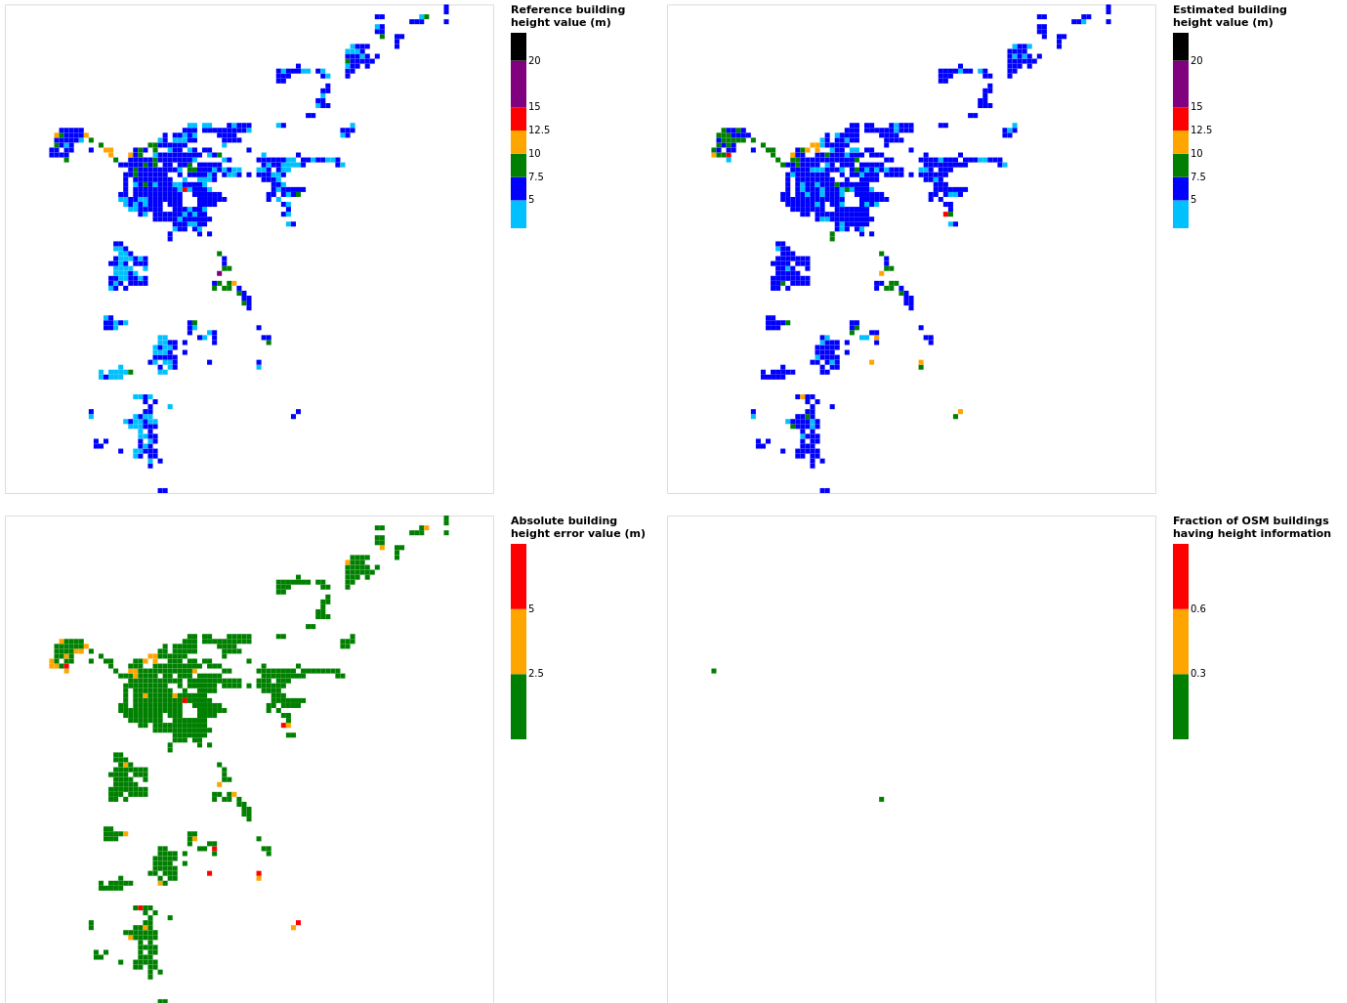 Reference building
height value (m)
20
15
12.5
10
7.5
5
Estimated building
height value (m)
20
15
12.5
10
7.5
5
Absolute building
height error value (m)
5
2.5
Fraction of OSM buildings
having height information
0.6
0.3